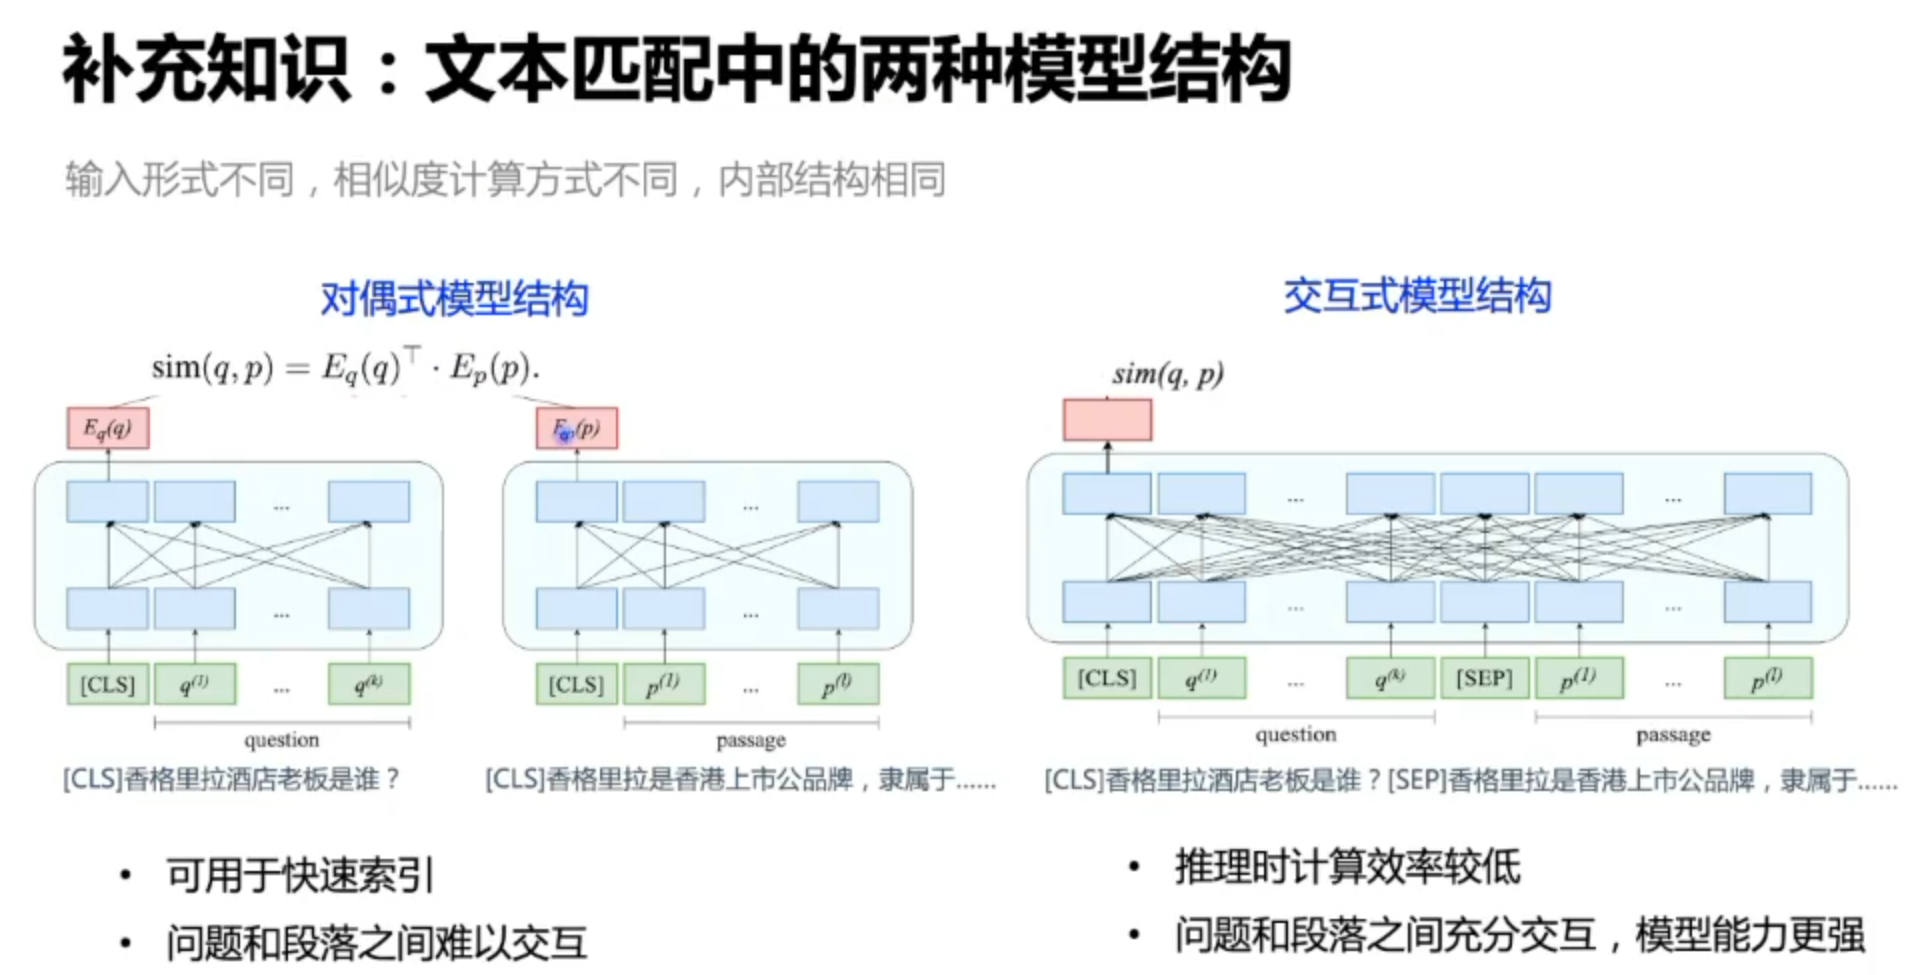 补充知识：文本匹配中的两种模型结构
输入形式不同，相似度计算方式不同，内部结构相同
对偶式模型结构
sim(q, p) = E_q(q)^⊤ · E_p(p).
E_q(q)
(p)
...
...
...
...
[CLS] q^(1) ... q^(k)
[CLS] p^(1) ... p^(l)
question
passage
[CLS]香格里拉酒店老板是谁？
[CLS]香格里拉是香港上市公品牌，隶属于……
• 可用于快速索引
• 问题和段落之间难以交互
交互式模型结构
sim(q, p)
... ...
... ...
[CLS] q^(1) ... q^(k) [SEP] p^(1) ... p^(l)
question
passage
[CLS]香格里拉酒店老板是谁？[SEP]香格里拉是香港上市公品牌，隶属于……
• 推理时计算效率较低
• 问题和段落之间充分交互，模型能力更强